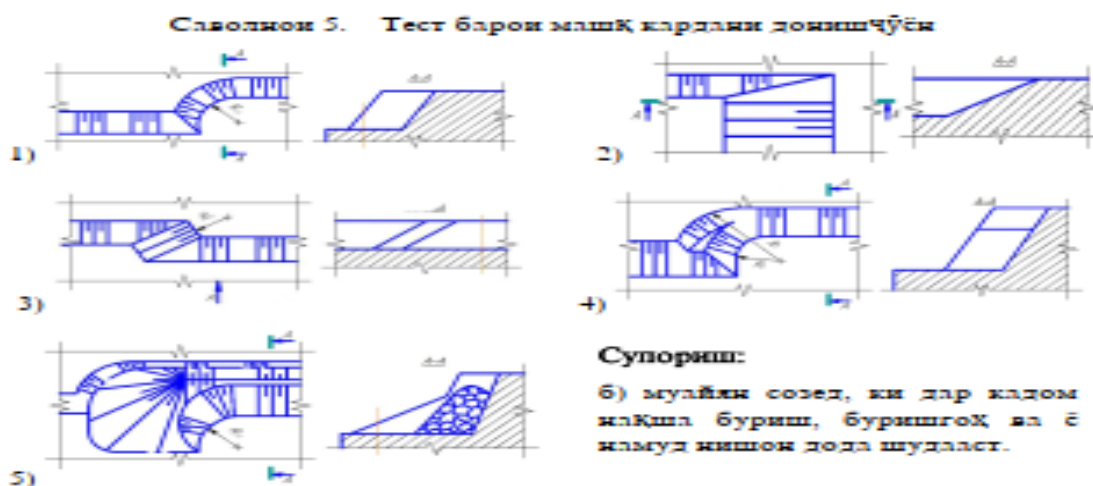 Саволнои 5. Тест барои машқ кардани донишҷӯён
A
A-A
1)
A
A
A-A
2)
A
3)
A
A-A
4)
A
A
A-A
5)
A
Супориш:
б) муайян созед, ки дар кадом
нақша буриш, буришгоҳ ва ё
намуд нишон дода шудааст.